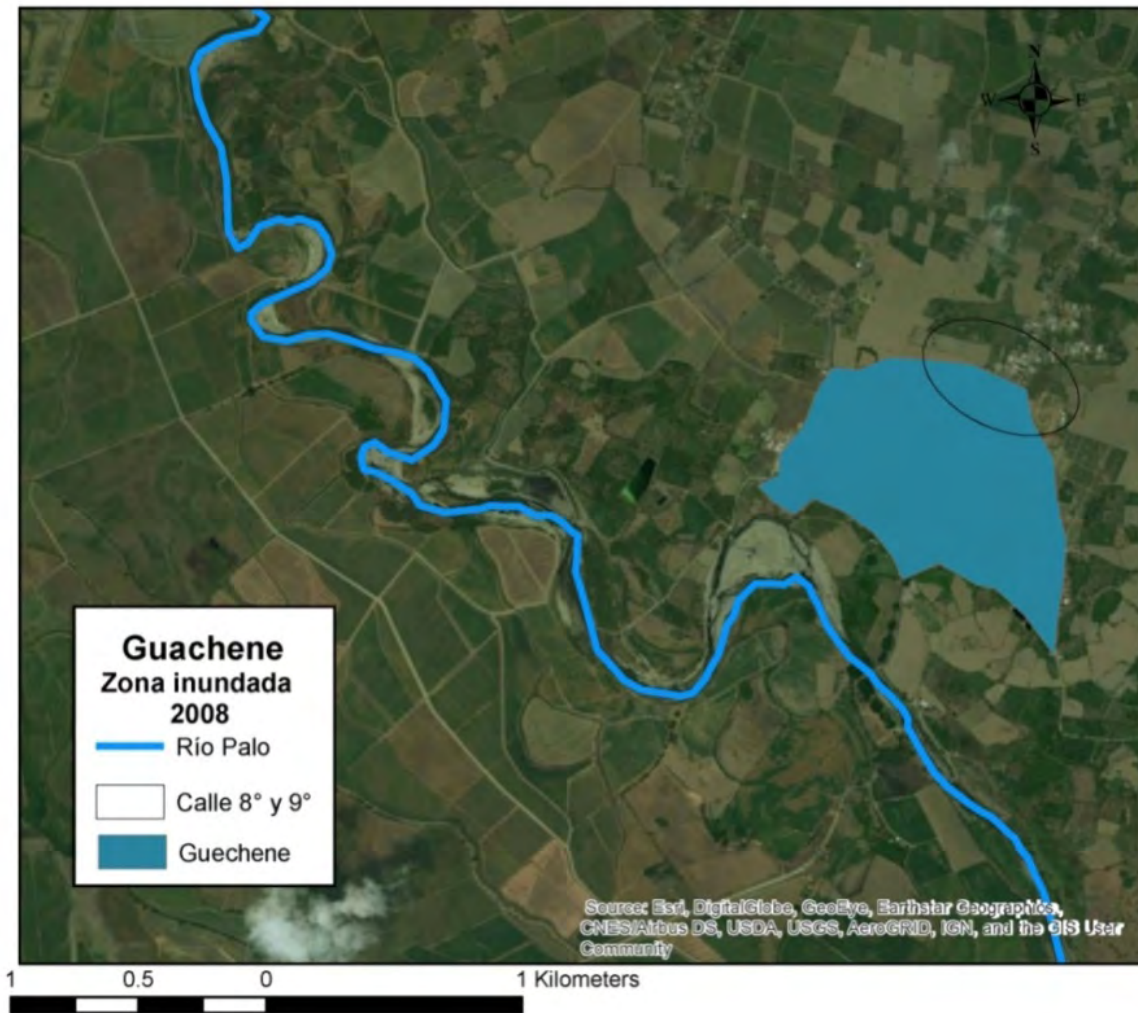 N
W E
S
Guachene
Zona inundada
2008
Río Palo
Calle 8° y 9°
Guechene
Source: Esri, DigitalGlobe, GeoEye, Earthstar Geographics,
CNES/Airbus DS, USDA, USGS, AeroGRID, IGN, and the GIS User
Community
1 0.5 0 1 Kilometers